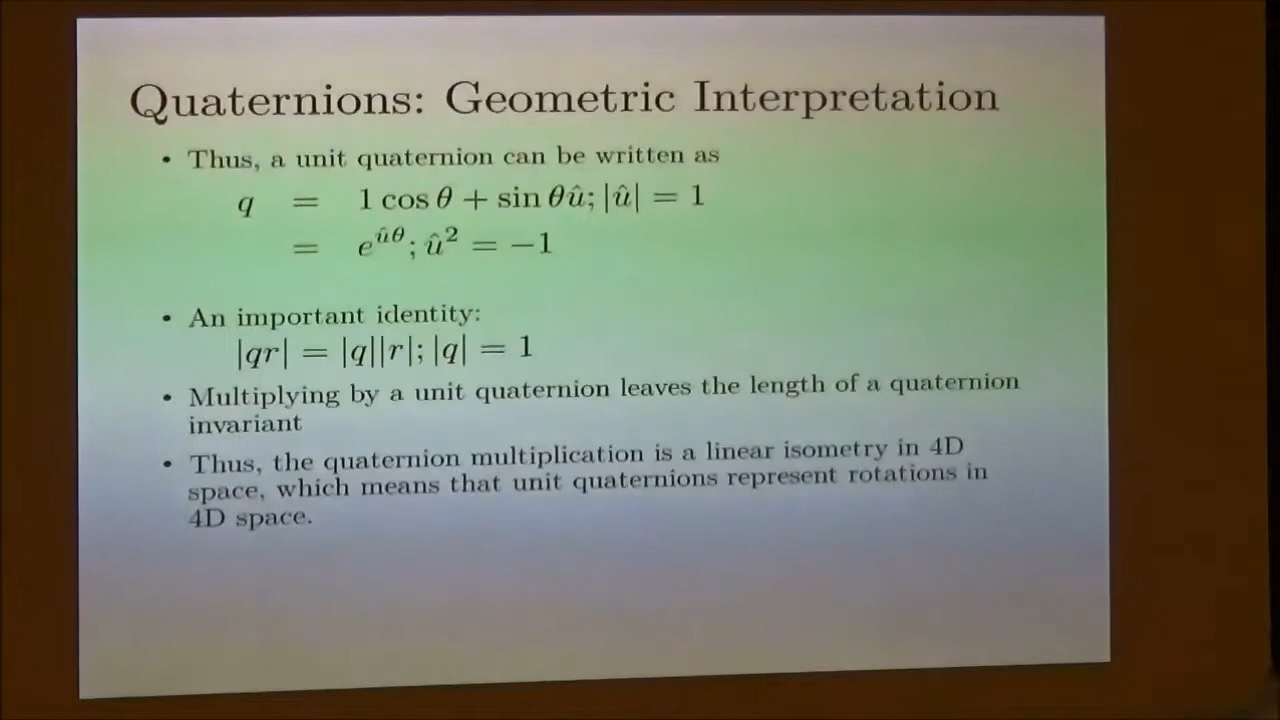 Quaternions: Geometric Interpretation
• Thus, a unit quaternion can be written as
q = 1 cos θ + sin θû; |û| = 1
= e^{ûθ}; û² = −1
• An important identity:
|qr| = |q||r|; |q| = 1
• Multiplying by a unit quaternion leaves the length of a quaternion
invariant
• Thus, the quaternion multiplication is a linear isometry in 4D
space, which means that unit quaternions represent rotations in
4D space.